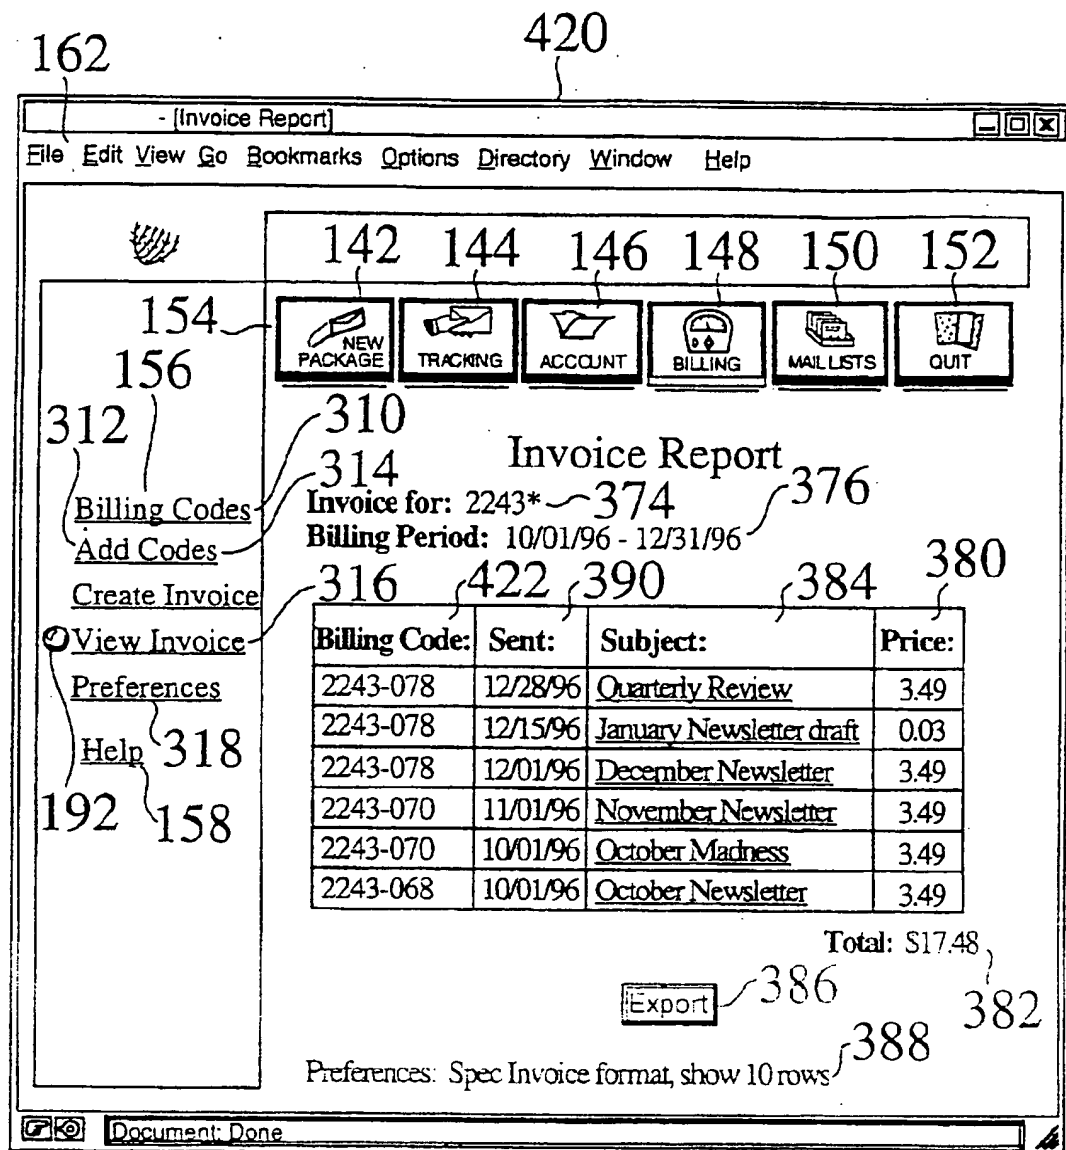 420
162
- [Invoice Report]
File Edit View Go Bookmarks Options Directory Window Help
142 144 146 148 150 152
154
NEW PACKAGE TRACKING ACCOUNT BILLING MAIL LISTS QUIT
156
312 310
Invoice Report
314
Billing Codes Invoice for: 2243* 374 376
Add Codes Billing Period: 10/01/96 - 12/31/96
Create Invoice 316 422 390 384 380
View Invoice Billing Code: Sent: Subject: Price:
Preferences 2243-078 12/28/96 Quarterly Review 3.49
318 2243-078 12/15/96 January Newsletter draft 0.03
Help 2243-078 12/01/96 December Newsletter 3.49
192 158 2243-070 11/01/96 November Newsletter 3.49
2243-070 10/01/96 October Madness 3.49
2243-068 10/01/96 October Newsletter 3.49
Total: $17.48
Export 386 382
388
Preferences: Spec Invoice format, show 10 rows
Document: Done